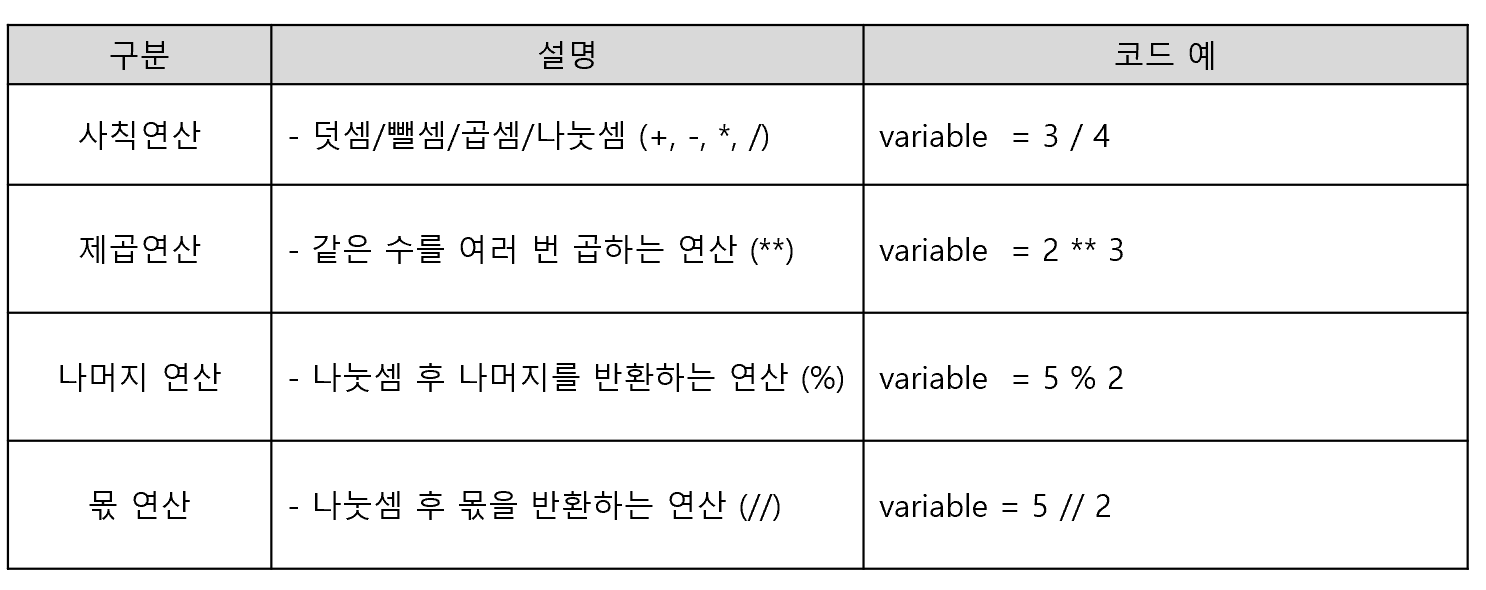 구분 설명 코드 예
사칙연산 - 덧셈/뺄셈/곱셈/나눗셈 (+, -, *, /) variable = 3 / 4
제곱연산 - 같은 수를 여러 번 곱하는 연산 (**) variable = 2 ** 3
나머지 연산 - 나눗셈 후 나머지를 반환하는 연산 (%) variable = 5 % 2
몫 연산 - 나눗셈 후 몫을 반환하는 연산 (//) variable = 5 // 2